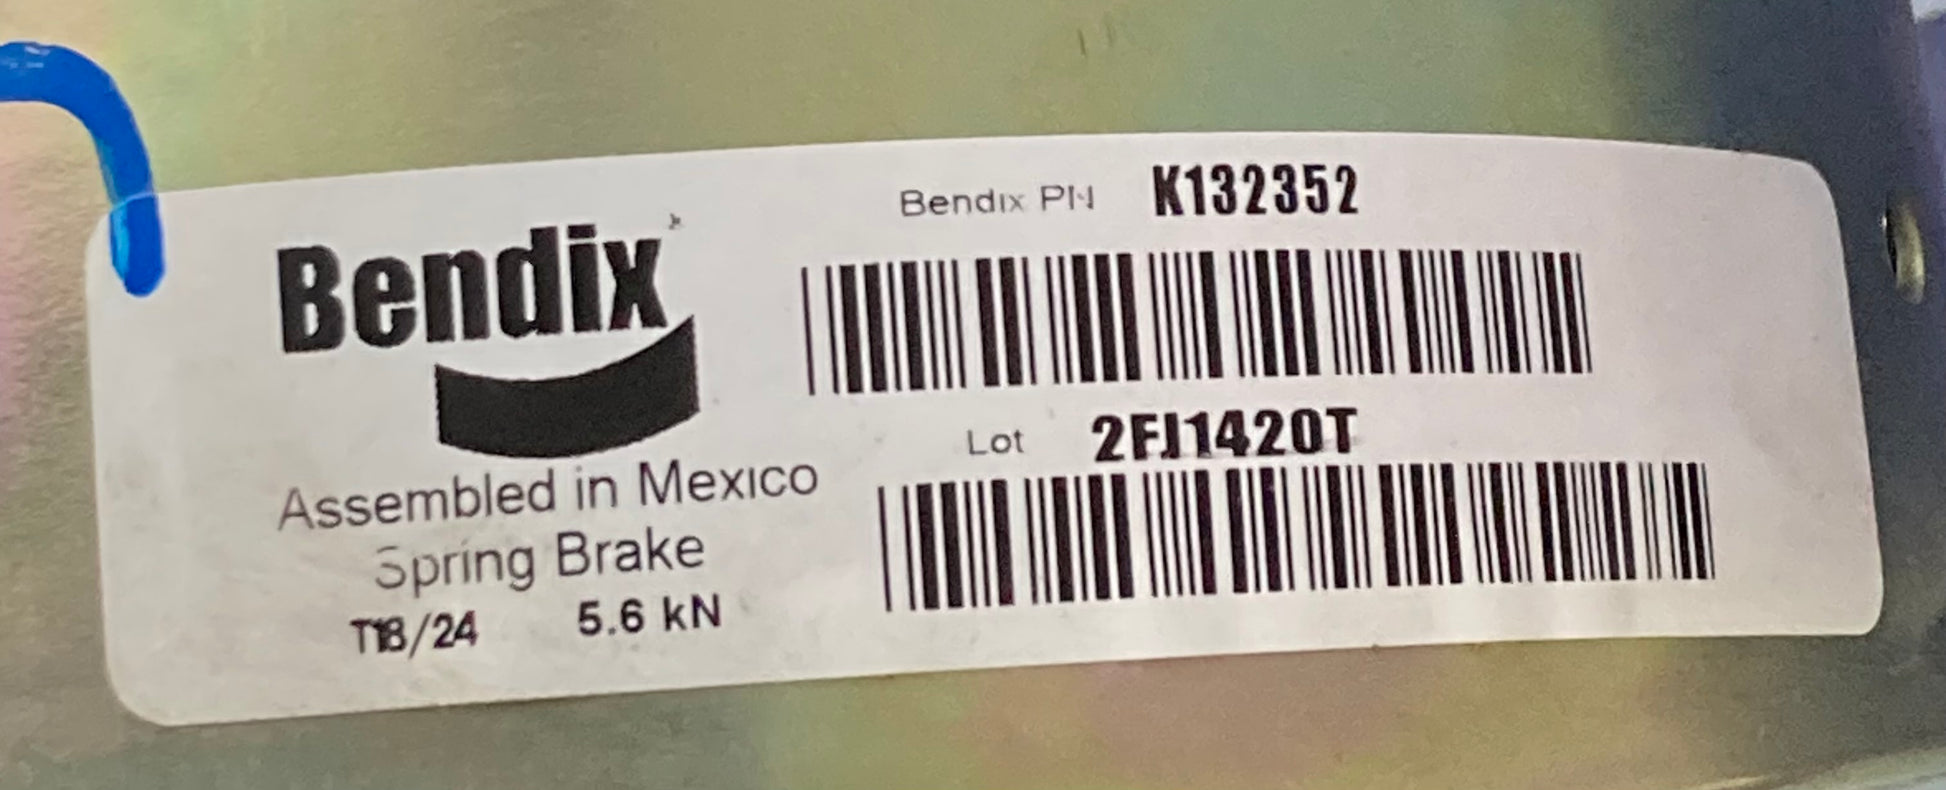 Bendix
Assembled in Mexico
Spring Brake
T18/24 5.6 kN
Bendix PN K132352
Lot 2FJ1420T